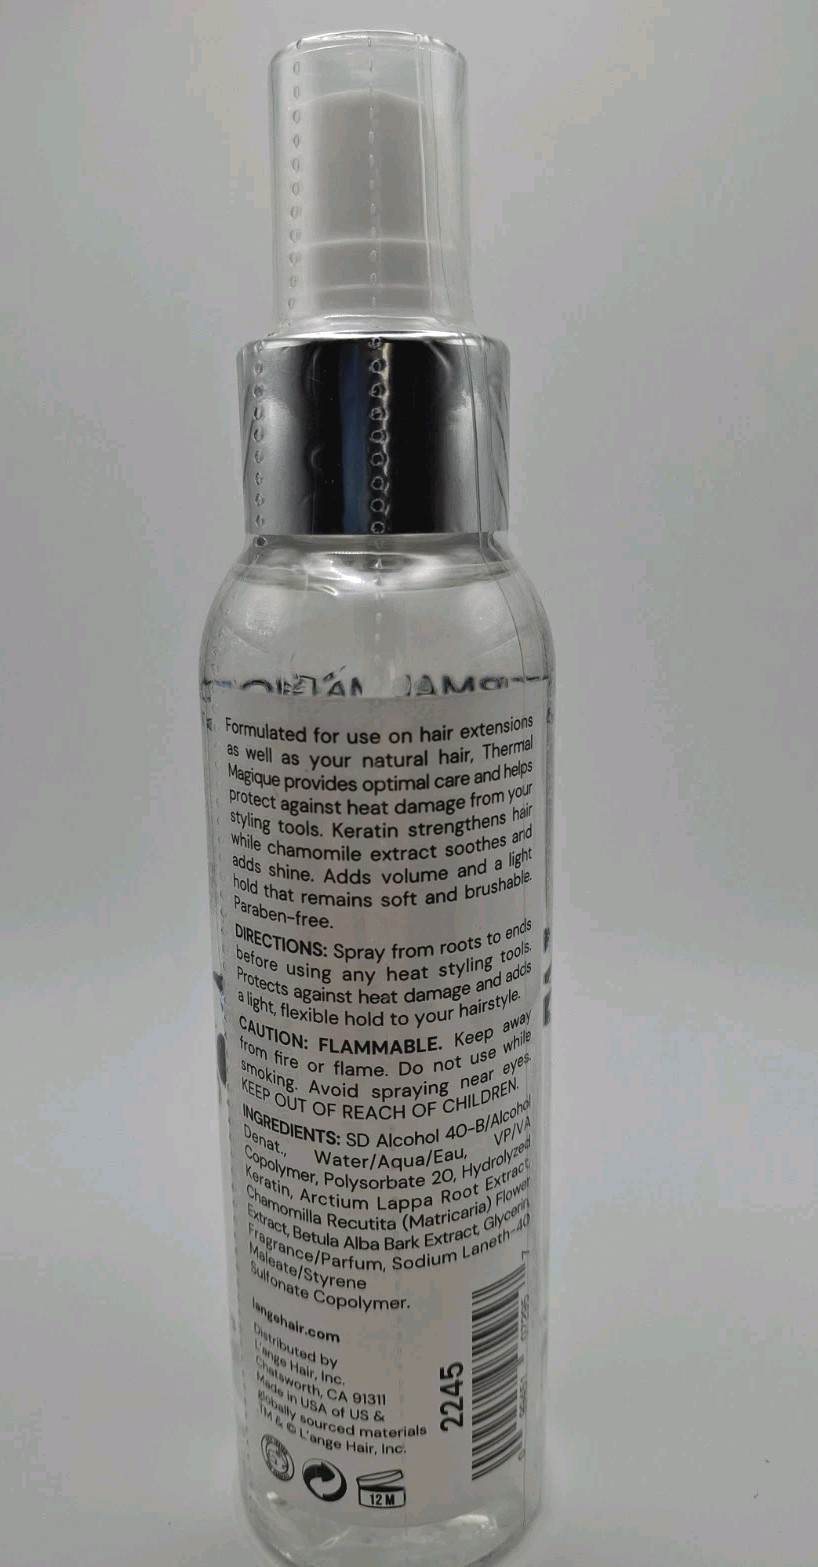 Formulated for use on hair extensions
as well as your natural hair, Thermal
Magique provides optimal care and helps
protect against heat damage from your
styling tools. Keratin strengthens hair
while chamomile extract soothes and
adds shine. Adds volume and a light
hold that remains soft and brushable.
Paraben-free.
DIRECTIONS: Spray from roots to ends
before using any heat styling tools.
Protects against heat damage and adds
a light, flexible hold to your hairstyle.
CAUTION: FLAMMABLE. Keep away
from fire or flame. Do not use while
smoking. Avoid spraying near eyes.
KEEP OUT OF REACH OF CHILDREN.
INGREDIENTS: SD Alcohol 40-B/Alcohol
Denat., Water/Aqua/Eau, VP/VA
Copolymer, Polysorbate 20, Hydrolyzed
Keratin, Arctium Lappa Root Extract,
Chamomilla Recutita (Matricaria) Flower
Extract, Betula Alba Bark Extract, Glycerin,
Fragrance/Parfum, Sodium Laneth-40
Maleate/Styrene
Sulfonate Copolymer.
langehair.com
Distributed by
L'ange Hair, Inc.
Chatsworth, CA 91311
Made in USA of US &
globally sourced materials
TM & © L'ange Hair, Inc.
2245
12 M